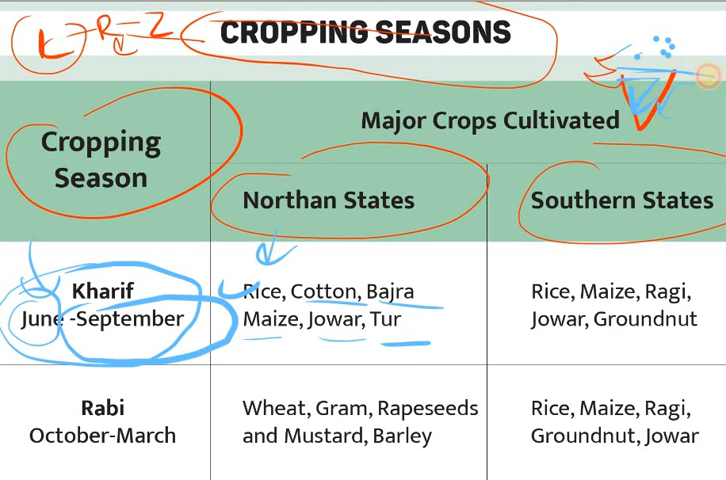 K-R-Z
CROPPING SEASONS
Cropping
Season
Major Crops Cultivated
Northan States
Southern States
Kharif
June -September
Rice, Cotton, Bajra
Maize, Jowar, Tur
Rice, Maize, Ragi,
Jowar, Groundnut
Rabi
October-March
Wheat, Gram, Rapeseeds
and Mustard, Barley
Rice, Maize, Ragi,
Groundnut, Jowar